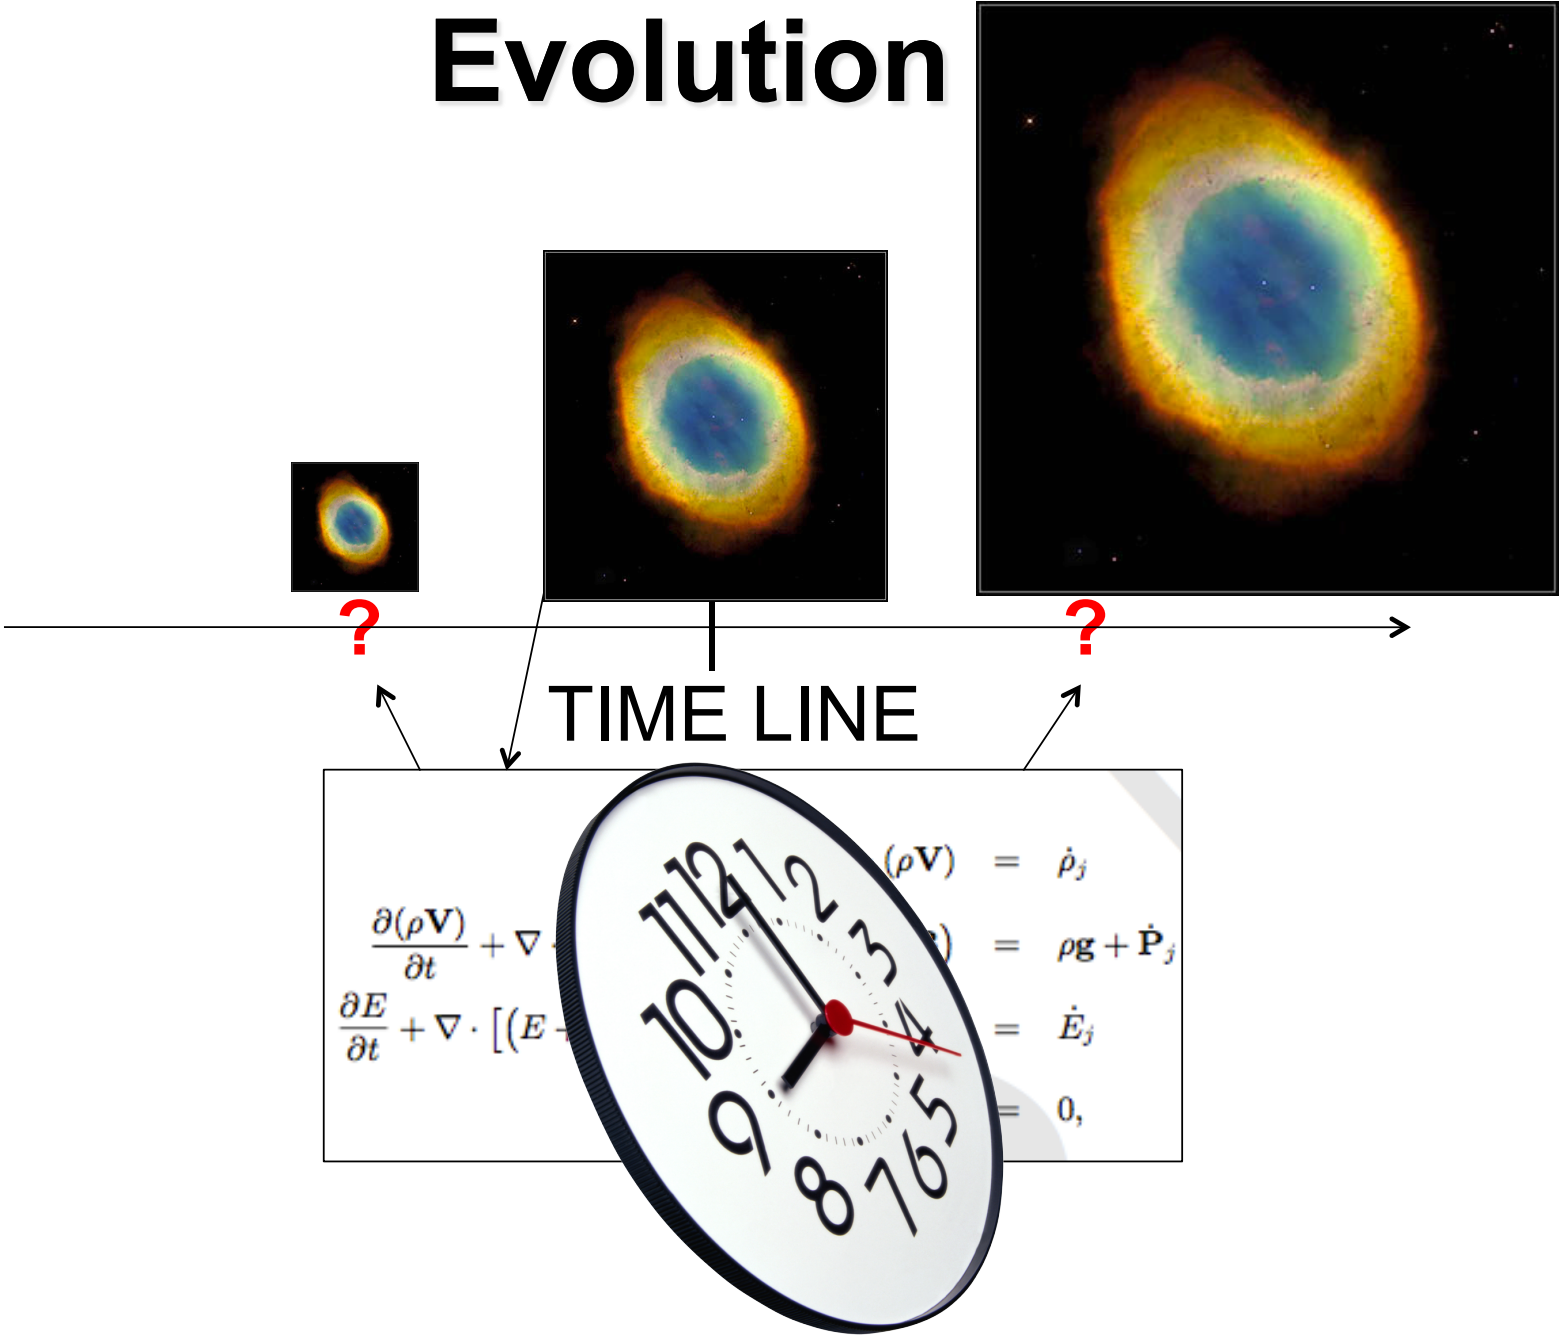 Evolution
? ?
TIME LINE
(ρV) = ρ̇ⱼ
∂(ρV)/∂t + ∇ · ) = ρg + Ṗⱼ
∂E/∂t + ∇ · [(E + = Ėⱼ
= 0,
12
11 1
2
10 3
4
9 5
8 7 6